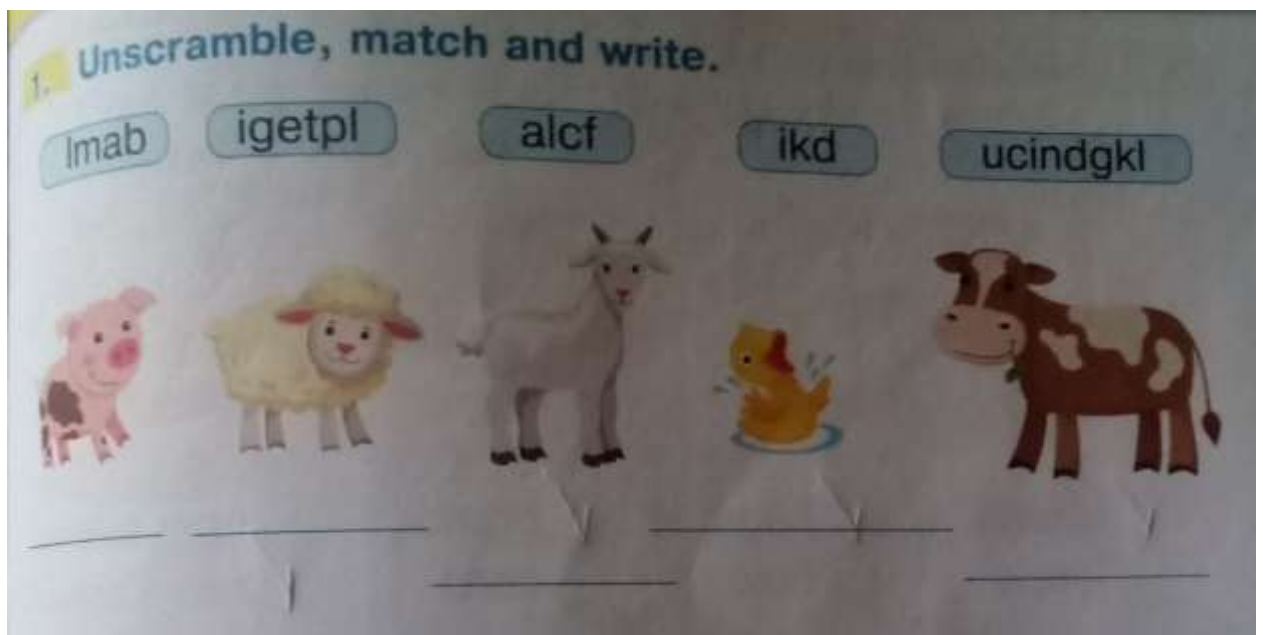 1. Unscramble, match and write.
lmab igetpl alcf ikd ucindgkl